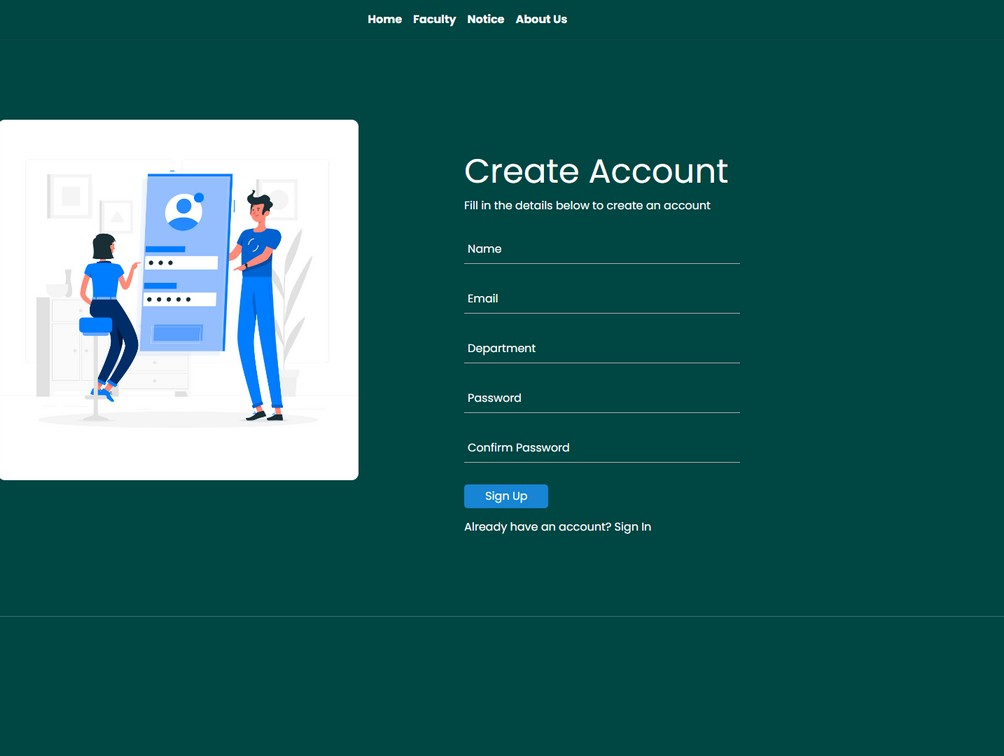 Home Faculty Notice About Us
Create Account
Fill in the details below to create an account
Name
Email
Department
Password
Confirm Password
Sign Up
Already have an account? Sign In